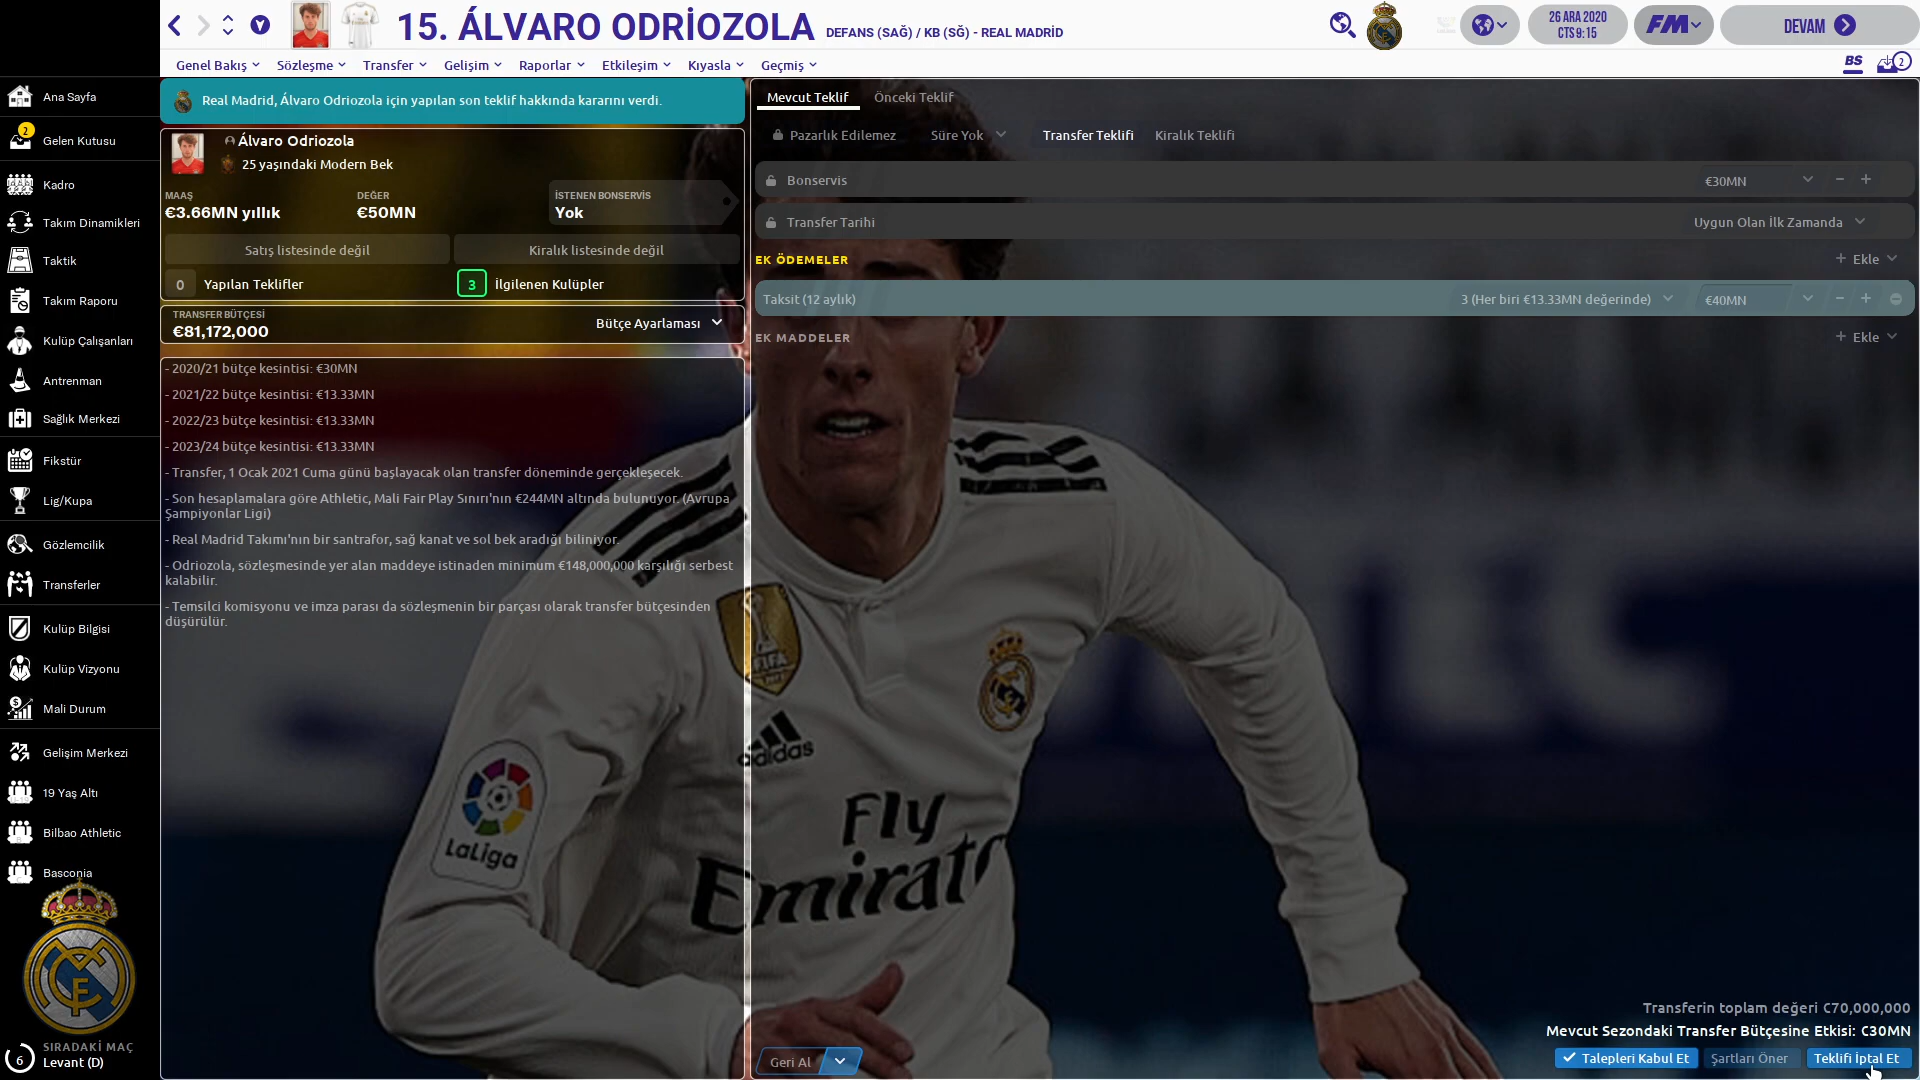 15. ÁLVARO ODRİOZOLA
DEFANS (SAĞ) / KB (SĞ) - REAL MADRİD
26 ARA 2020
CTS 9:15
FM
DEVAM
Genel Bakış
Sözleşme
Transfer
Gelişim
Raporlar
Etkileşim
Kıyasla
Geçmiş
BS
2
Ana Sayfa
2
Gelen Kutusu
Kadro
Takım Dinamikleri
Taktik
Takım Raporu
Kulüp Çalışanları
Antrenman
Sağlık Merkezi
Fikstür
Lig/Kupa
Gözlemcilik
Transferler
Kulüp Bilgisi
Kulüp Vizyonu
Mali Durum
Gelişim Merkezi
19 Yaş Altı
Bilbao Athletic
Basconia
6
SIRADAKİ MAÇ
Levant (D)
Real Madrid, Álvaro Odriozola için yapılan son teklif hakkında kararını verdi.
Álvaro Odriozola
25 yaşındaki Modern Bek
MAAŞ
€3.66MN yıllık
DEĞER
€50MN
İSTENEN BONSERVİS
Yok
Satış listesinde değil
Kiralık listesinde değil
0 Yapılan Teklifler
3 İlgilenen Kulüpler
TRANSFER BÜTÇESİ
€81,172,000
Bütçe Ayarlaması
- 2020/21 bütçe kesintisi: €30MN
- 2021/22 bütçe kesintisi: €13.33MN
- 2022/23 bütçe kesintisi: €13.33MN
- 2023/24 bütçe kesintisi: €13.33MN
- Transfer, 1 Ocak 2021 Cuma günü başlayacak olan transfer döneminde gerçekleşecek.
- Son hesaplamalara göre Athletic, Mali Fair Play Sınırı'nın €244MN altında bulunuyor. (Avrupa
Şampiyonlar Ligi)
- Real Madrid Takımı'nın bir santrafor, sağ kanat ve sol bek aradığı biliniyor.
- Odriozola, sözleşmesinde yer alan maddeye istinaden minimum €148,000,000 karşılığı serbest
kalabilir.
- Temsilci komisyonu ve imza parası da sözleşmenin bir parçası olarak transfer bütçesinden
düşürülür.
Mevcut Teklif
Önceki Teklif
Pazarlık Edilemez
Süre Yok
Transfer Teklifi
Kiralık Teklifi
Bonservis
€30MN
Transfer Tarihi
Uygun Olan İlk Zamanda
EK ÖDEMELER
+ Ekle
Taksit (12 aylık)
3 (Her biri €13.33MN değerinde)
€40MN
EK MADDELER
+ Ekle
FIFA
adidas
LaLiga
Fly
Emirates
Transferin toplam değeri €70,000,000
Mevcut Sezondaki Transfer Bütçesine Etkisi: €30MN
Geri Al
Talepleri Kabul Et
Şartları Öner
Teklifi İptal Et